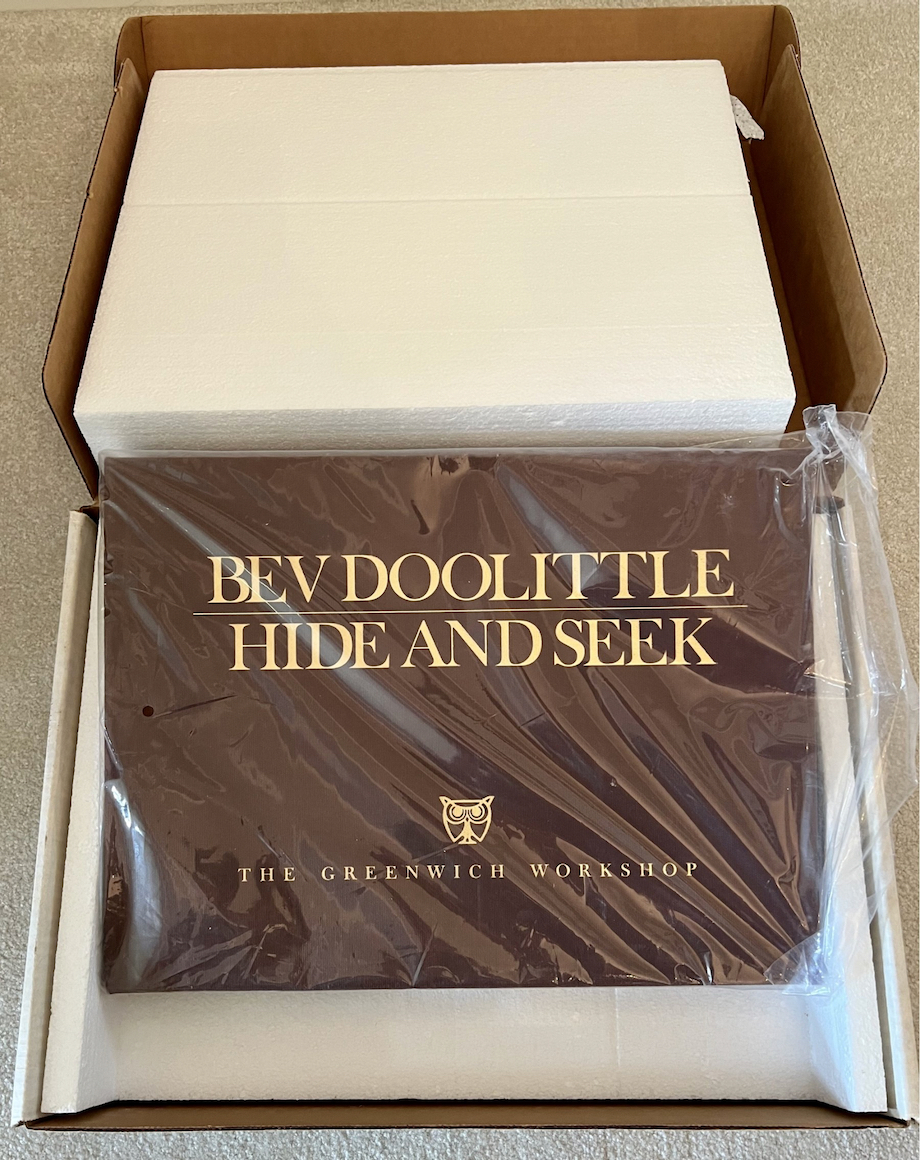 BEV DOOLITTLE
HIDE AND SEEK
THE GREENWICH WORKSHOP